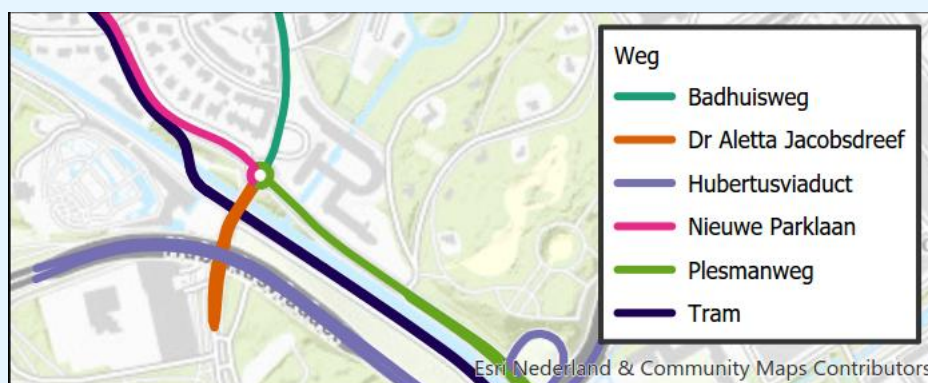 Weg
Badhuisweg
Dr Aletta Jacobsdreef
Hubertusviaduct
Nieuwe Parklaan
Plesmanweg
Tram
Esri Nederland & Community Maps Contributors